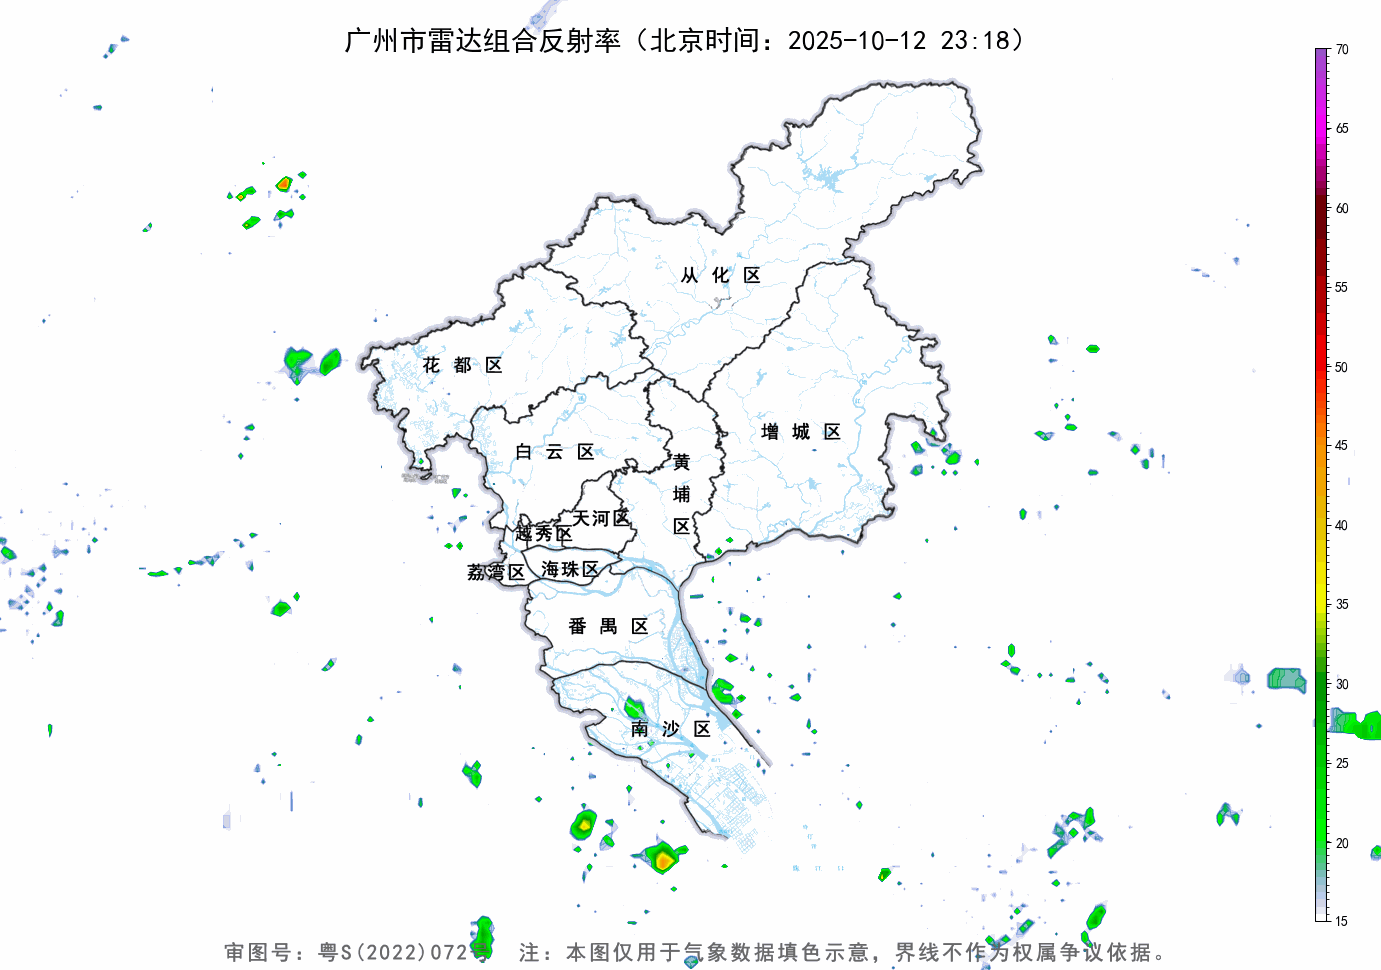 广州市雷达组合反射率（北京时间：2025-10-12 23:18）
70
65
60
55
50
45
40
35
30
25
20
15
从化区
花都区
增城区
白云区
黄埔区
天河区
越秀区
荔湾区
海珠区
番禺区
南沙区
审图号：粤S(2022)072号 注：本图仅用于气象数据填色示意，界线不作为权属争议依据。